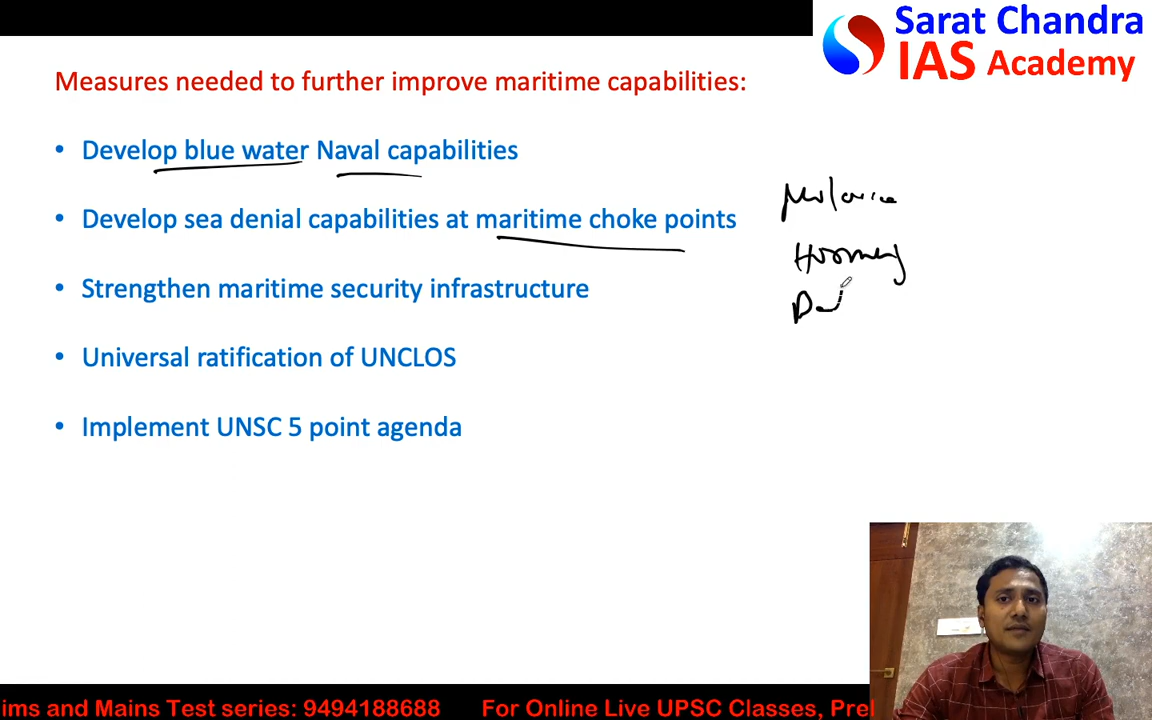 Sarat Chandra
IAS Academy
Measures needed to further improve maritime capabilities:
• Develop blue water Naval capabilities
• Develop sea denial capabilities at maritime choke points
• Strengthen maritime security infrastructure
• Universal ratification of UNCLOS
• Implement UNSC 5 point agenda
ims and Mains Test series: 9494188688 For Online Live UPSC Classes, Prel